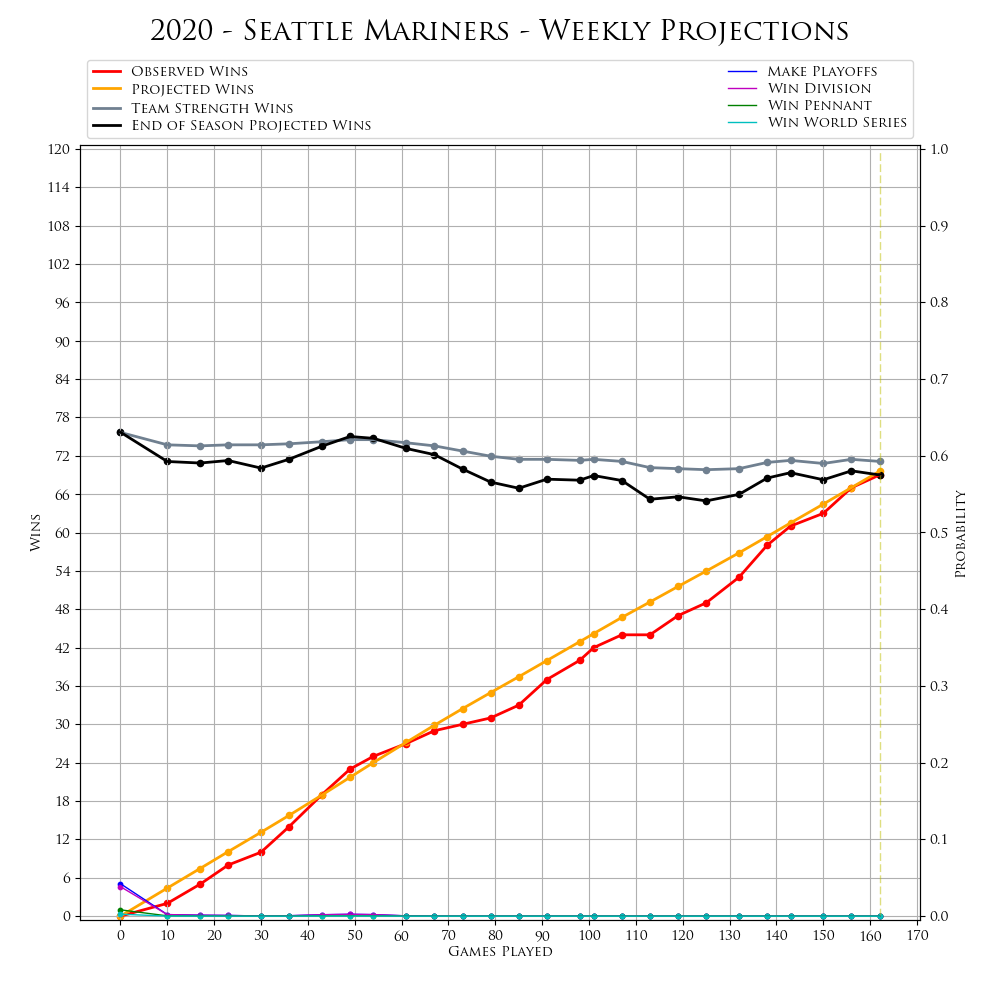 2020 - Seattle Mariners - Weekly Projections
Observed Wins
Projected Wins
Team Strength Wins
End of Season Projected Wins
Make Playoffs
Win Division
Win Pennant
Win World Series
120
114
108
102
96
90
84
78
72
66
60
54
48
42
36
30
24
18
12
6
0
Wins
1.0
0.9
0.8
0.7
0.6
0.5
0.4
0.3
0.2
0.1
0.0
Probability
0 10 20 30 40 50 60 70 80 90 100 110 120 130 140 150 160 170
Games Played